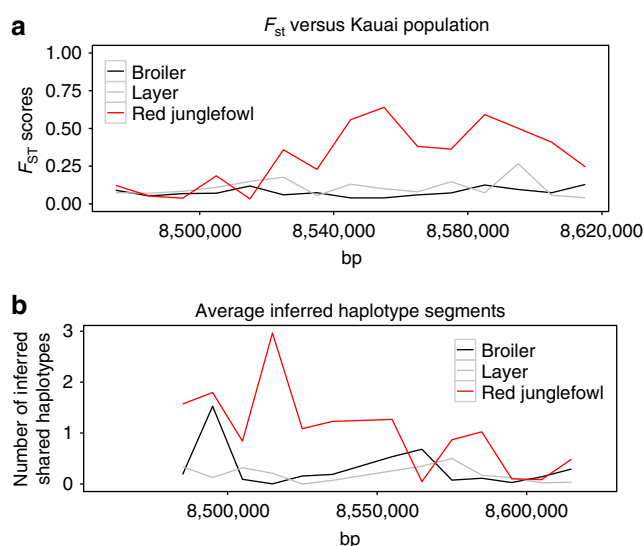 a
F st versus Kauai population
1.00
0.75
0.50
0.25
0.00
F ST scores
Broiler
Layer
Red junglefowl
8,500,000
8,540,000
8,580,000
8,620,000
bp
b
Average inferred haplotype segments
3
2
1
0
Number of inferred
shared haplotypes
Broiler
Layer
Red junglefowl
8,500,000
8,550,000
8,600,000
bp